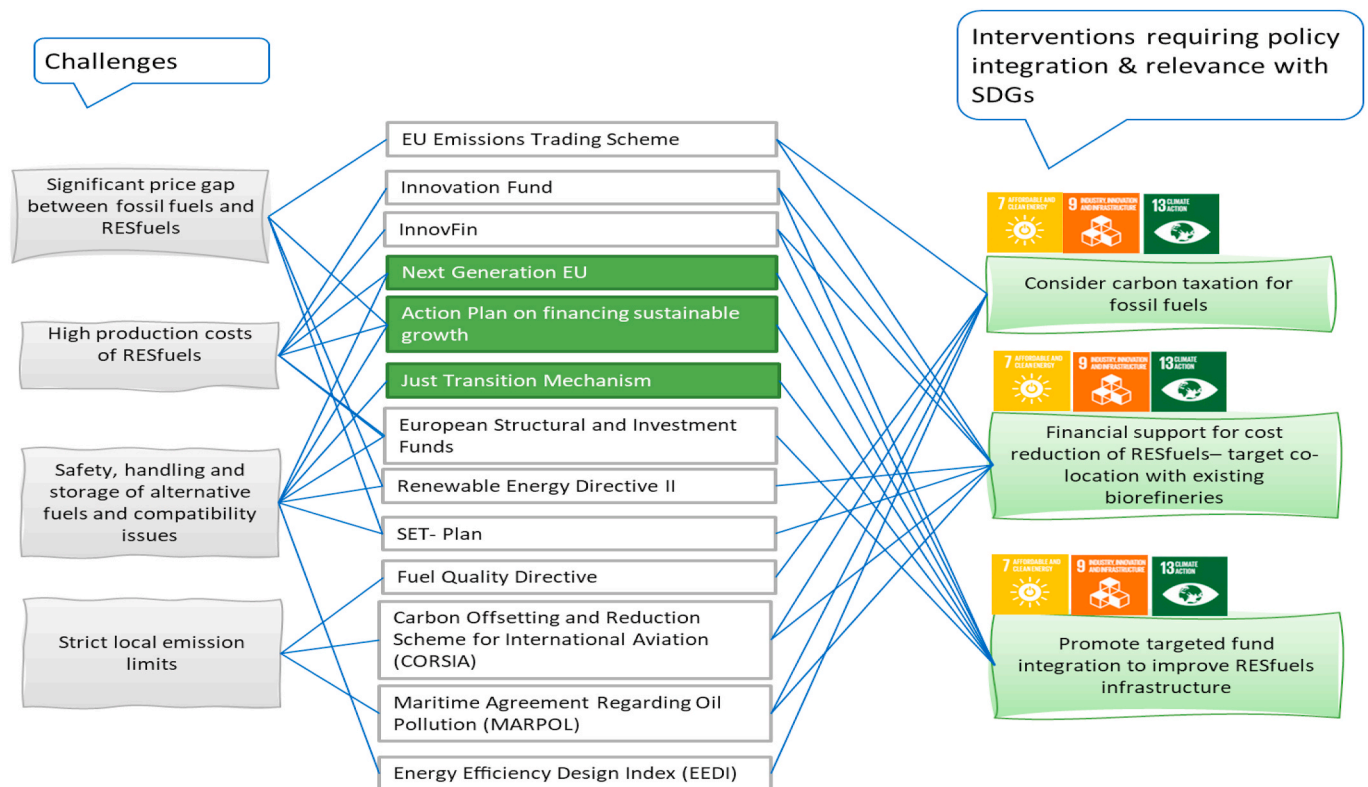 Challenges
Interventions requiring policy
integration & relevance with
SDGs
Significant price gap
between fossil fuels and
RESfuels
High production costs
of RESfuels
Safety, handling and
storage of alternative
fuels and compatibility
issues
Strict local emission
limits
EU Emissions Trading Scheme
Innovation Fund
InnovFin
Next Generation EU
Action Plan on financing sustainable
growth
Just Transition Mechanism
European Structural and Investment
Funds
Renewable Energy Directive II
SET- Plan
Fuel Quality Directive
Carbon Offsetting and Reduction
Scheme for International Aviation
(CORSIA)
Maritime Agreement Regarding Oil
Pollution (MARPOL)
Energy Efficiency Design Index (EEDI)
7 AFFORDABLE AND
CLEAN ENERGY
9 INDUSTRY, INNOVATION
AND INFRASTRUCTURE
13 CLIMATE
ACTION
Consider carbon taxation for
fossil fuels
7 AFFORDABLE AND
CLEAN ENERGY
9 INDUSTRY, INNOVATION
AND INFRASTRUCTURE
13 CLIMATE
ACTION
Financial support for cost
reduction of RESfuels– target co-
location with existing
biorefineries
7 AFFORDABLE AND
CLEAN ENERGY
9 INDUSTRY, INNOVATION
AND INFRASTRUCTURE
13 CLIMATE
ACTION
Promote targeted fund
integration to improve RESfuels
infrastructure